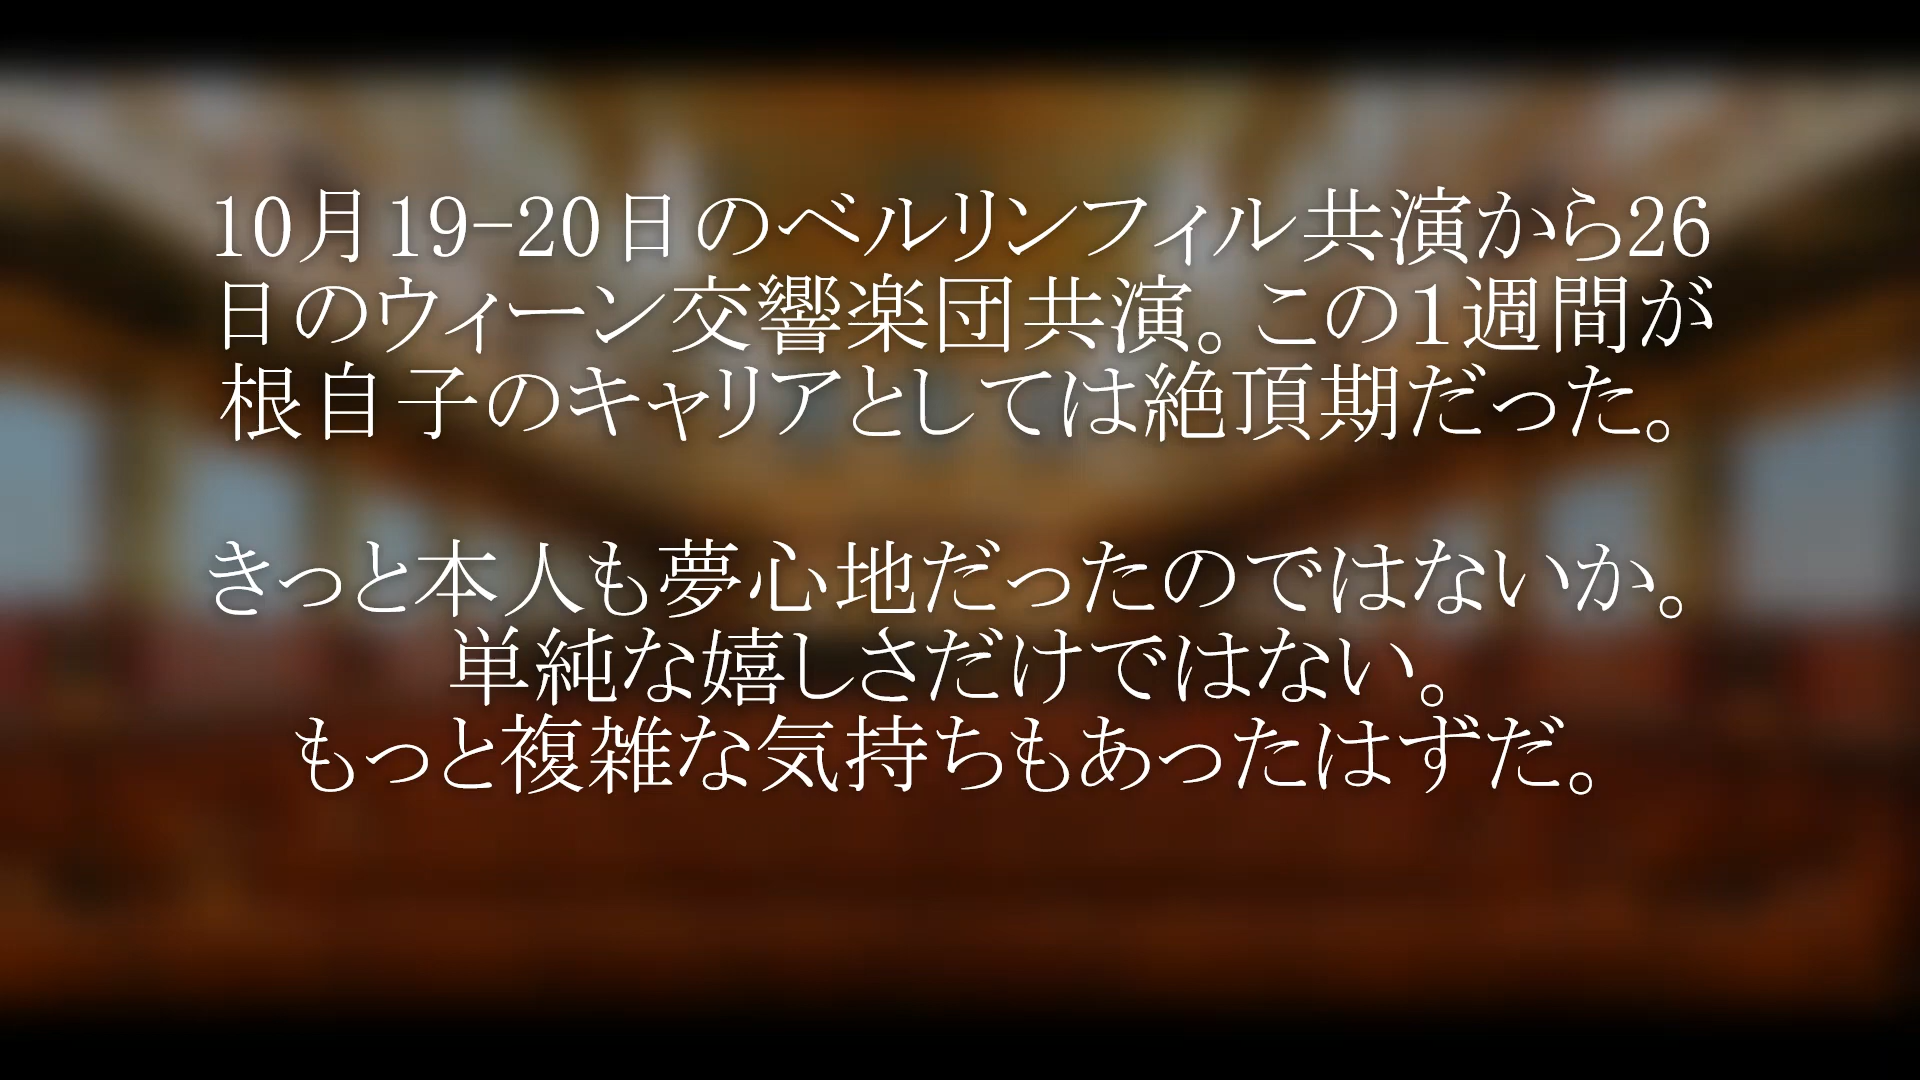 10月19-20日のベルリンフィル共演から26
日のウィーン交響楽団共演。この1週間が
根自子のキャリアとしては絶頂期だった。
きっと本人も夢心地だったのではないか。
単純な嬉しさだけではない。
もっと複雑な気持ちもあったはずだ。